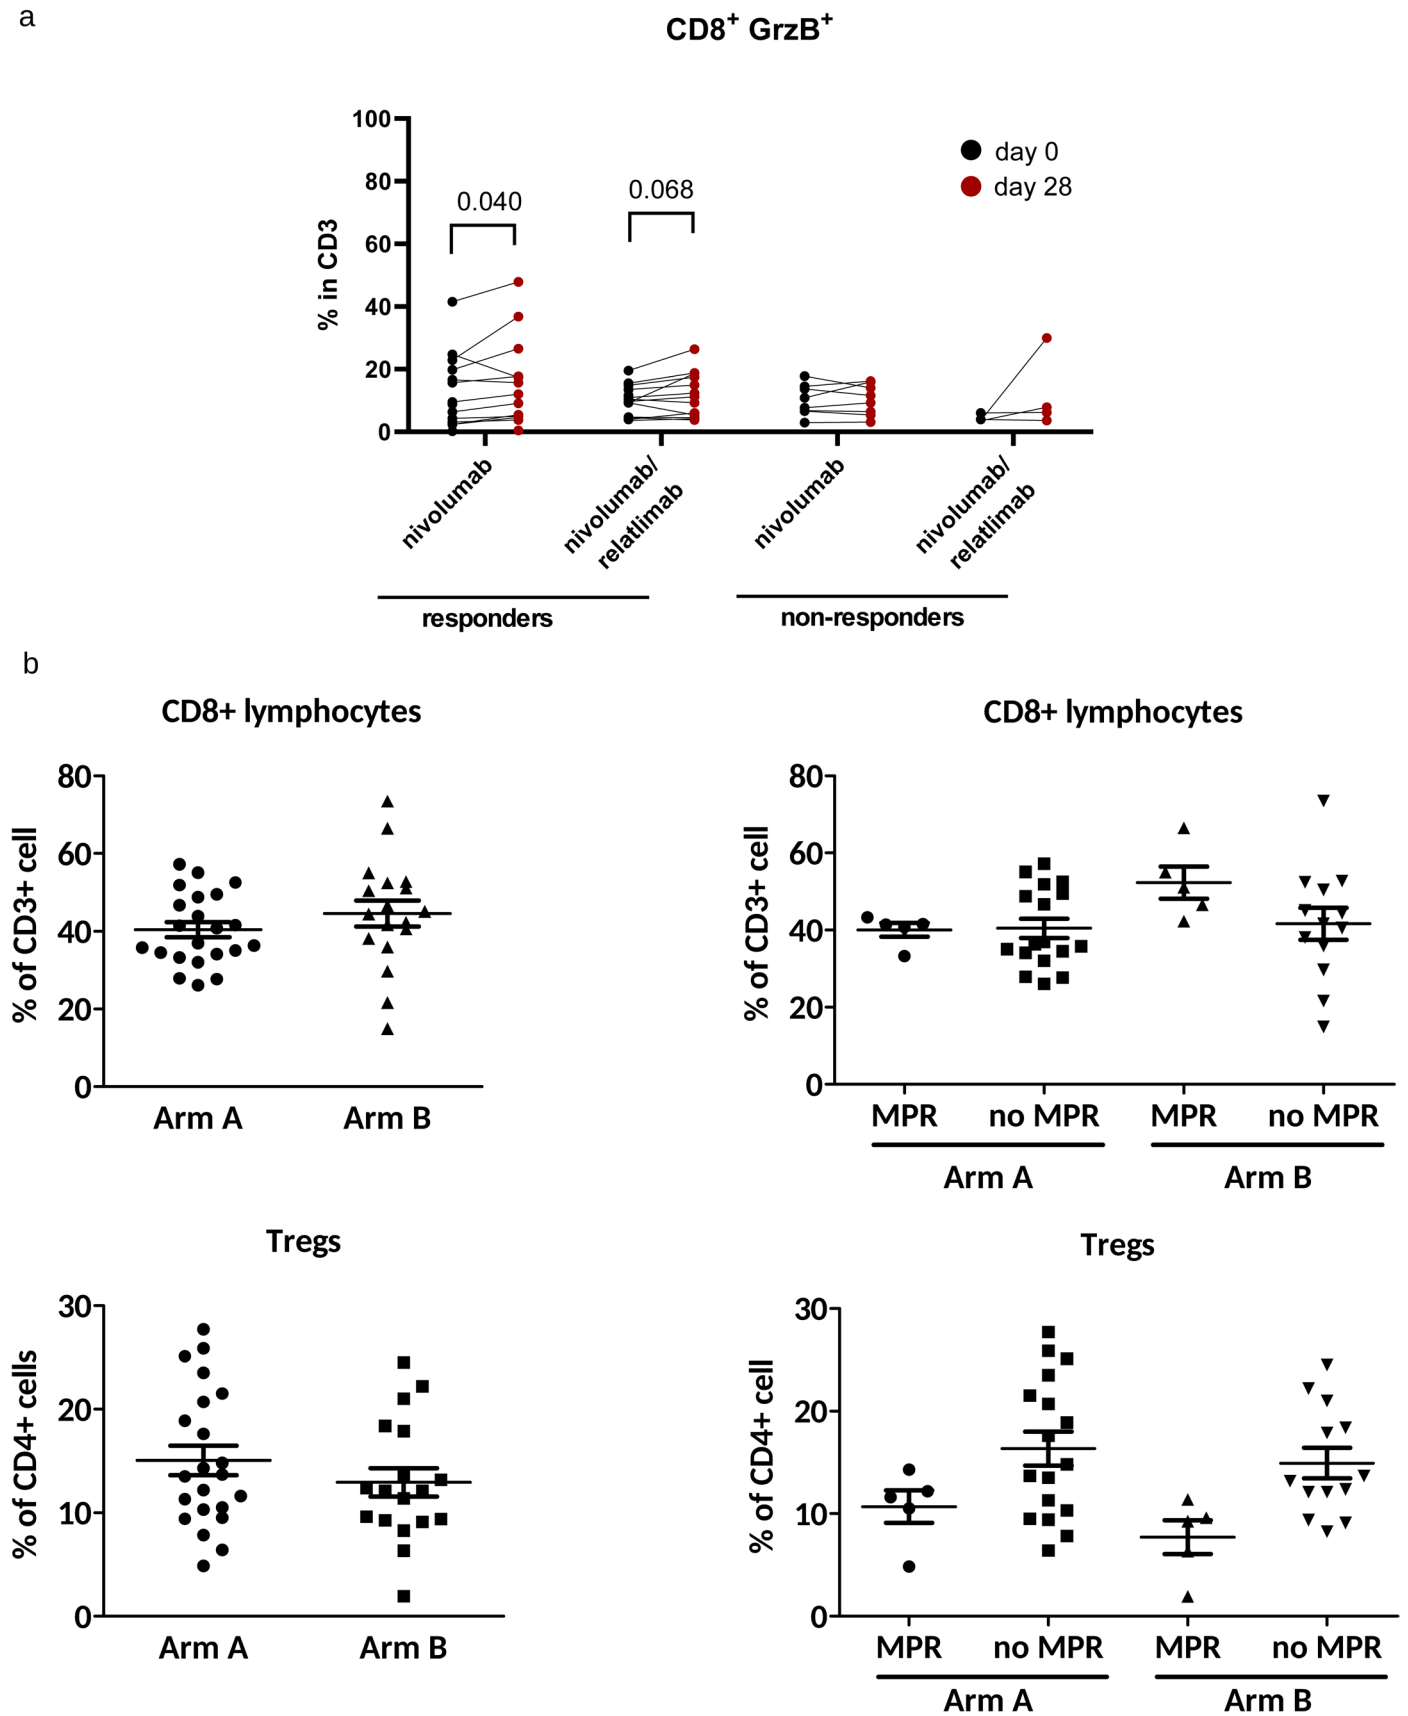 a
CD8+ GrzB+
100
80
60
40
20
0
% in CD3
0.040
0.068
day 0
day 28
nivolumab
nivolumab/
relatlimab
nivolumab
nivolumab/
relatlimab
responders
non-responders
b
CD8+ lymphocytes
80
60
40
20
0
% of CD3+ cell
Arm A
Arm B
CD8+ lymphocytes
80
60
40
20
0
% of CD3+ cell
MPR
no MPR
MPR
no MPR
Arm A
Arm B
Tregs
30
20
10
0
% of CD4+ cells
Arm A
Arm B
Tregs
30
20
10
0
% of CD4+ cell
MPR
no MPR
MPR
no MPR
Arm A
Arm B